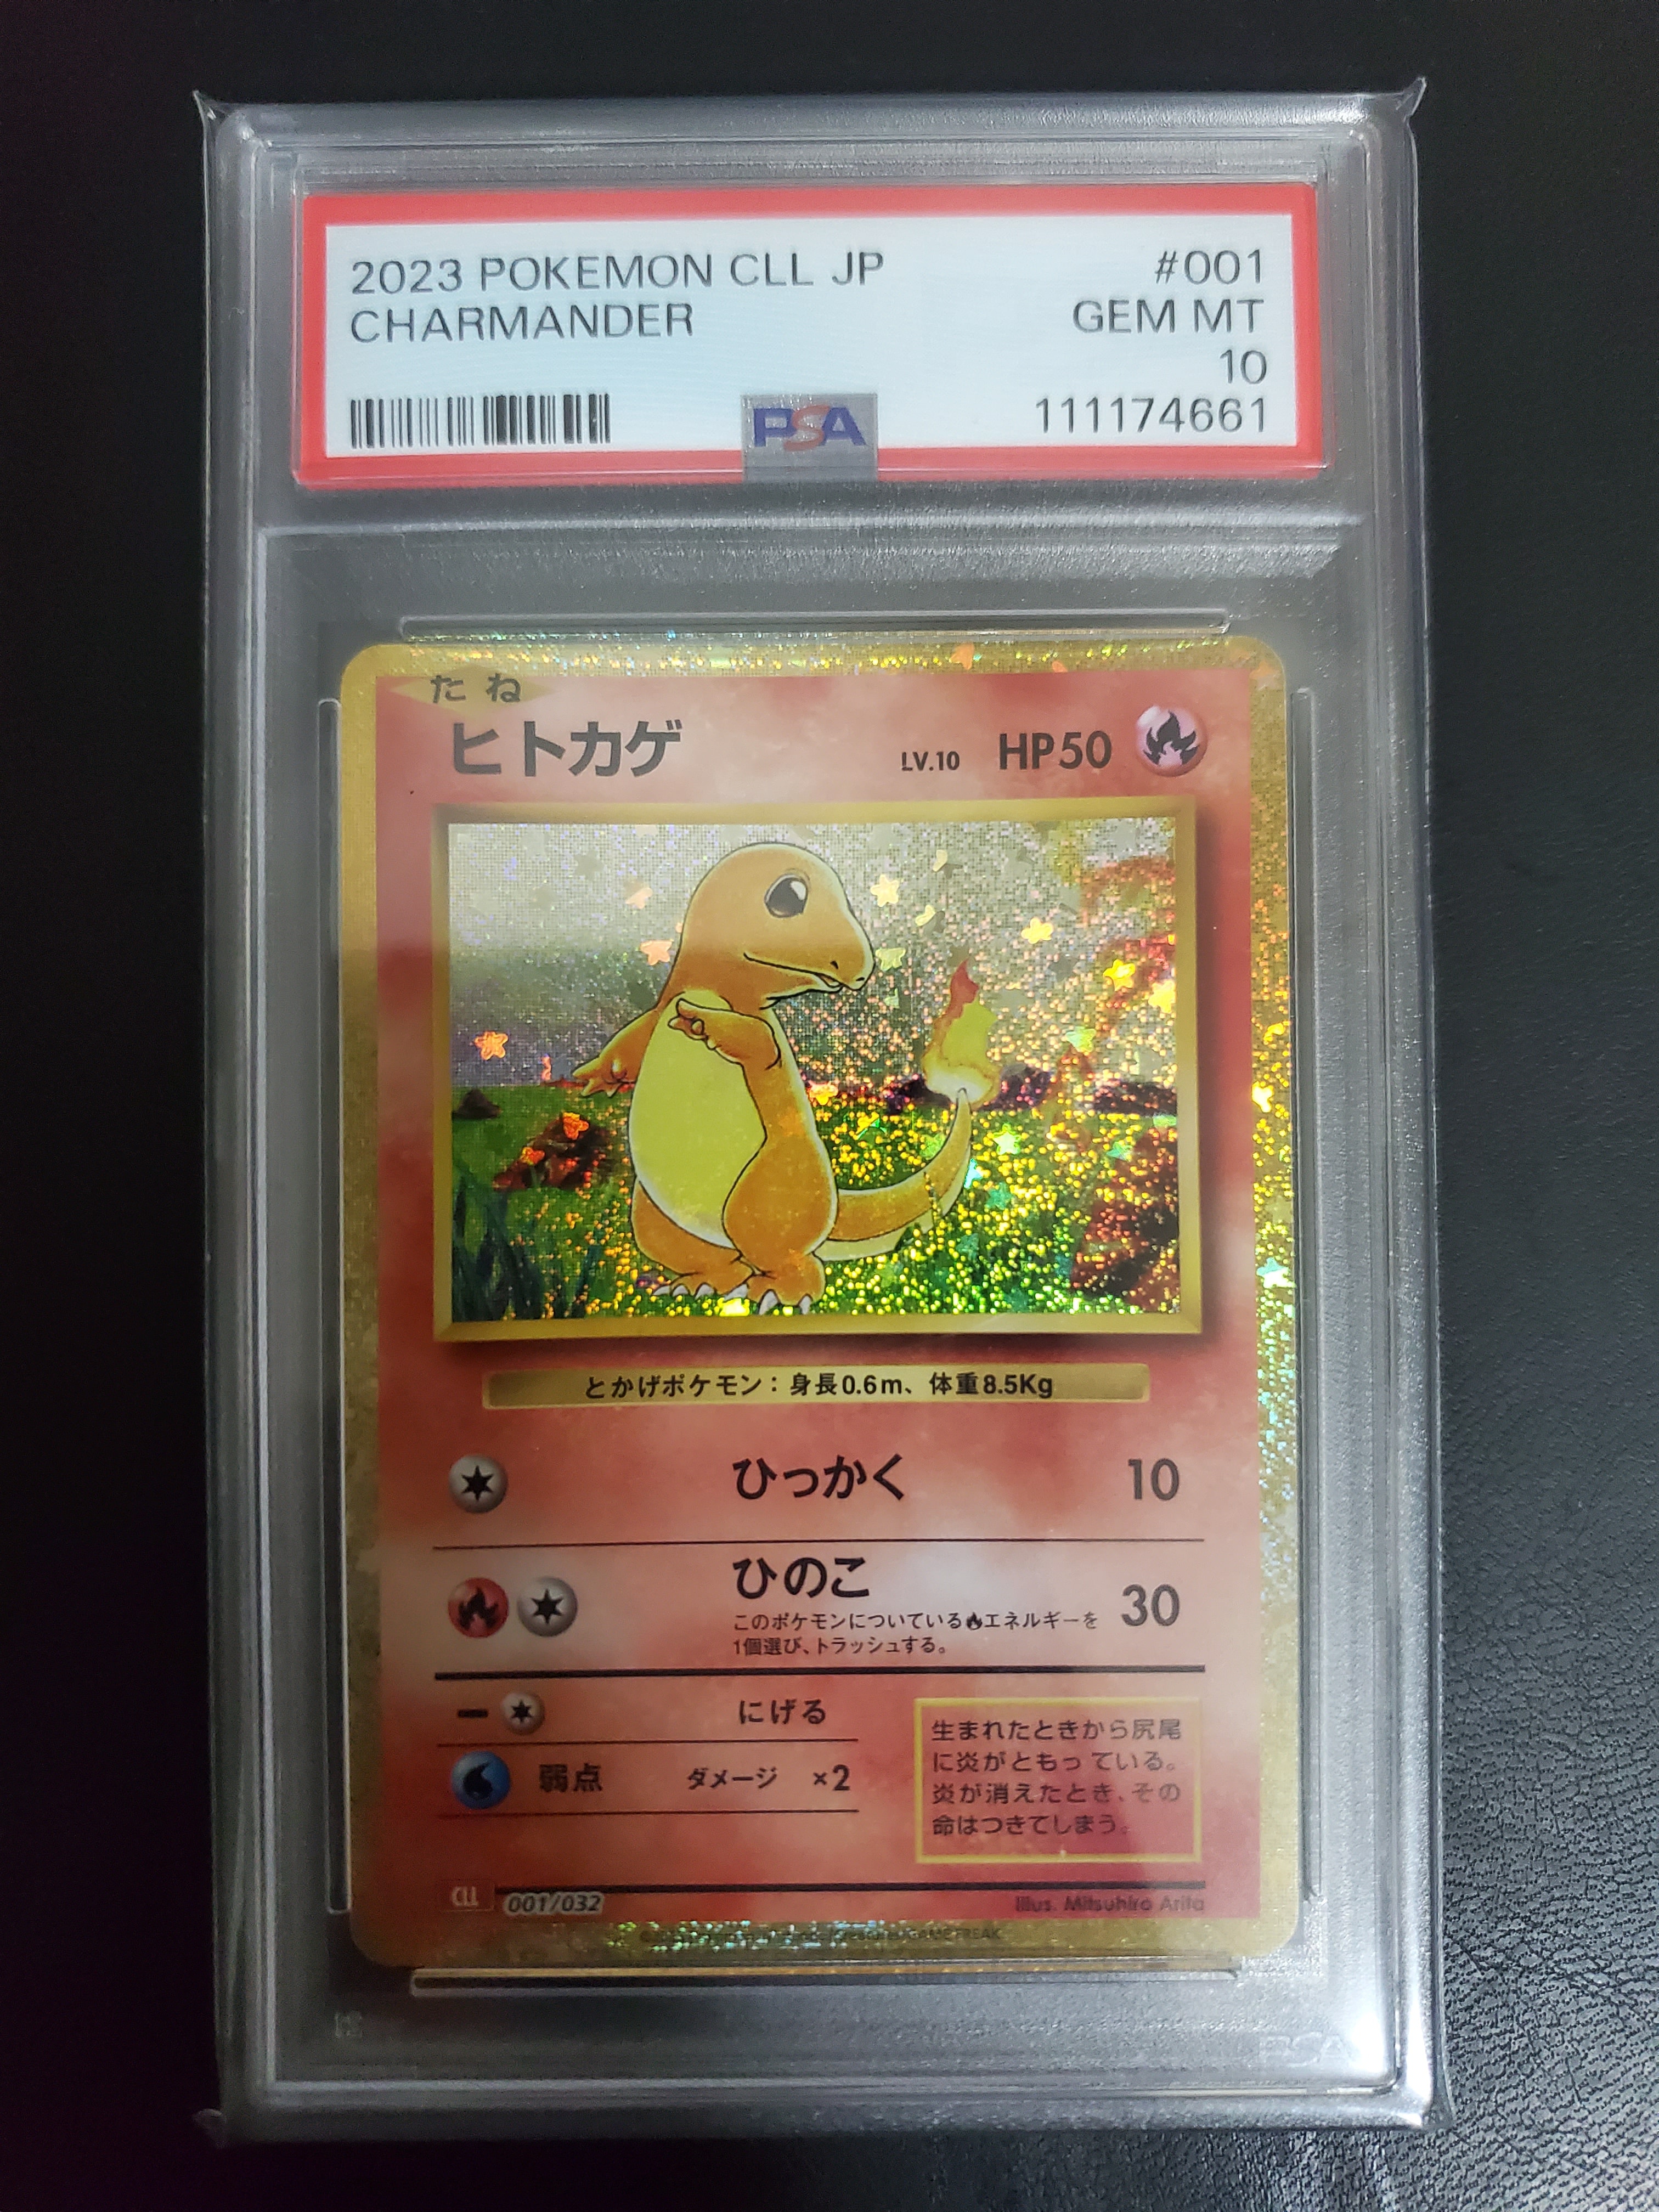 2023 POKEMON CLL JP #001
CHARMANDER GEM MT
10
PSA 111174661
たね
ヒトカゲ LV.10 HP50
とかげポケモン：身長0.6m、体重8.5Kg
ひっかく 10
ひのこ 30
このポケモンについているエネルギーを
1個選び、トラッシュする。
にげる
弱点 ダメージ ×2
生まれたときから尻尾
に炎がともっている。
炎が消えたとき、その
命はつきてしまう。
CLL 001/032 Illus. Mitsuhiro Arita
GAME FREAK
PSA